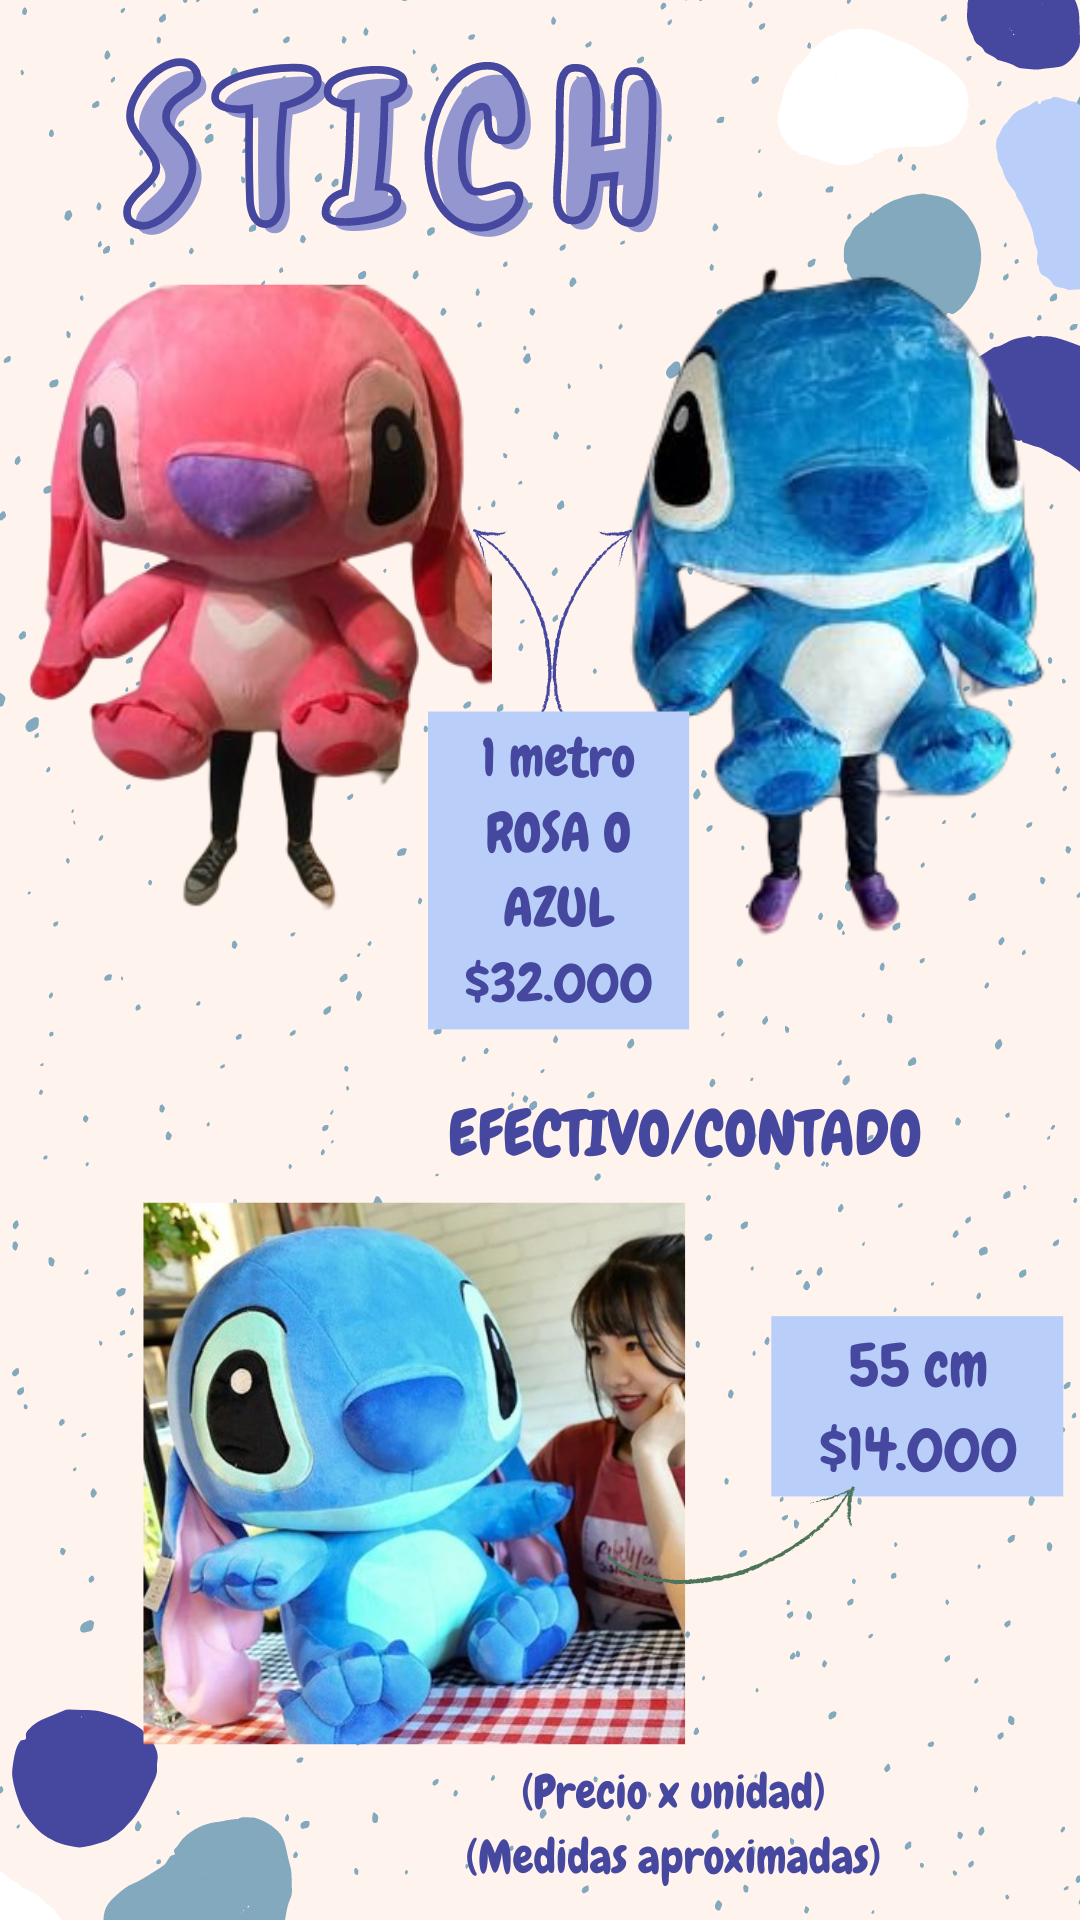 STICH
1 metro
ROSA O
AZUL
$32.000
EFECTIVO/CONTADO
55 cm
$14.000
(Precio x unidad)
(Medidas aproximadas)